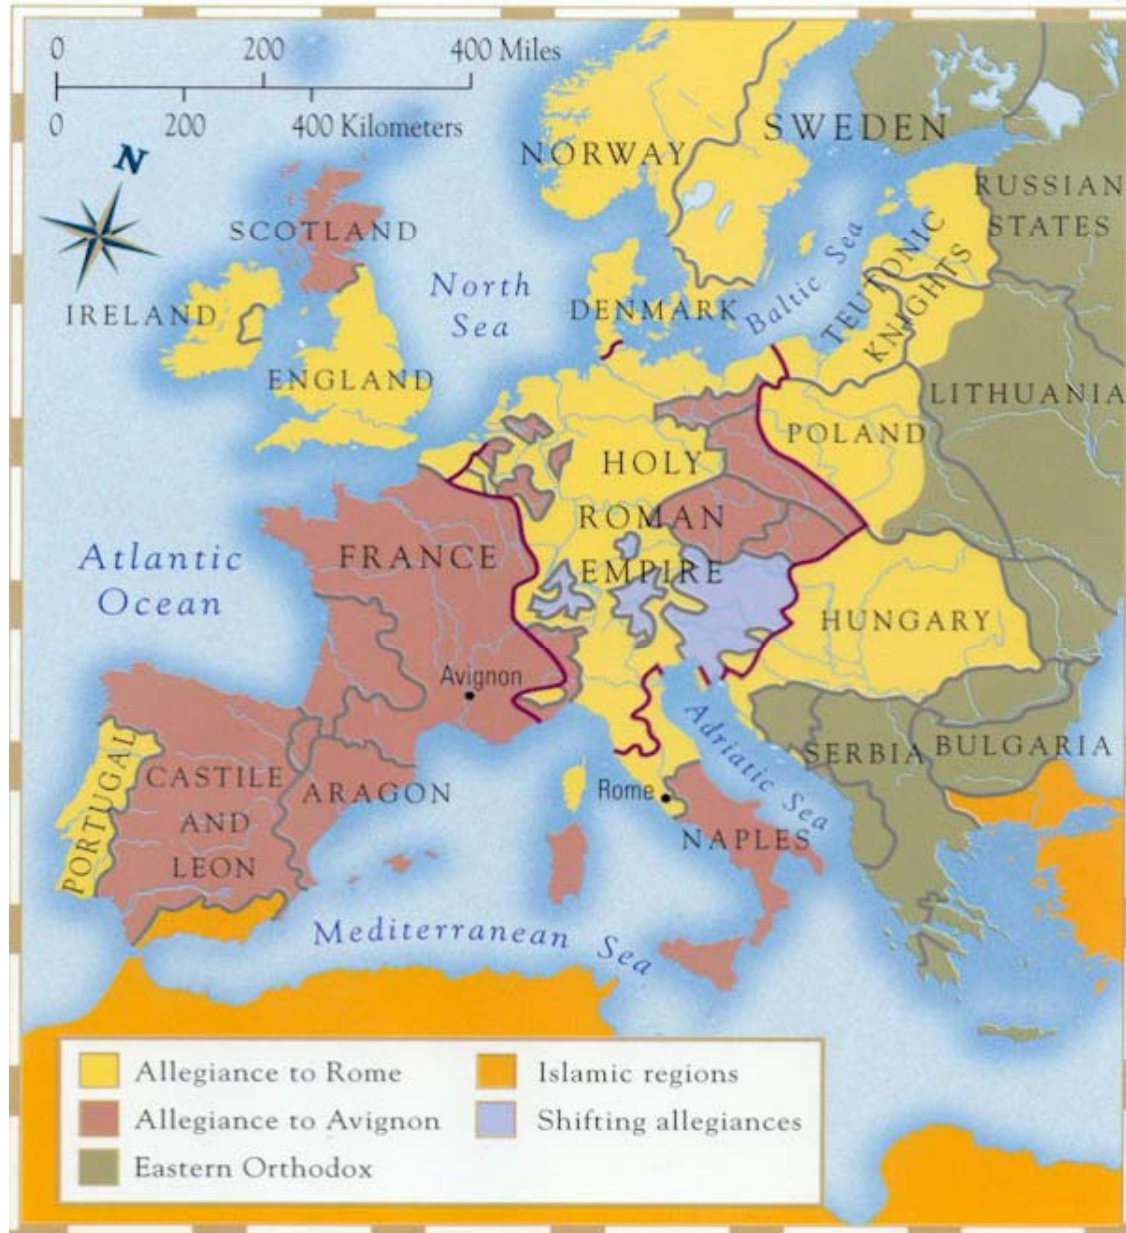 0 200 400 Miles
0 200 400 Kilometers
N
NORWAY
SWEDEN
RUSSIAN
STATES
SCOTLAND
North
Sea
IRELAND
DENMARK
Baltic Sea
TEUTONIC
KNIGHTS
ENGLAND
LITHUANIA
POLAND
HOLY
ROMAN
EMPIRE
Atlantic
Ocean
FRANCE
HUNGARY
Avignon
PORTUGAL
CASTILE
AND
LEON
ARAGON
Adriatic Sea
SERBIA
BULGARIA
Rome
NAPLES
Mediterranean Sea
Allegiance to Rome
Allegiance to Avignon
Eastern Orthodox
Islamic regions
Shifting allegiances